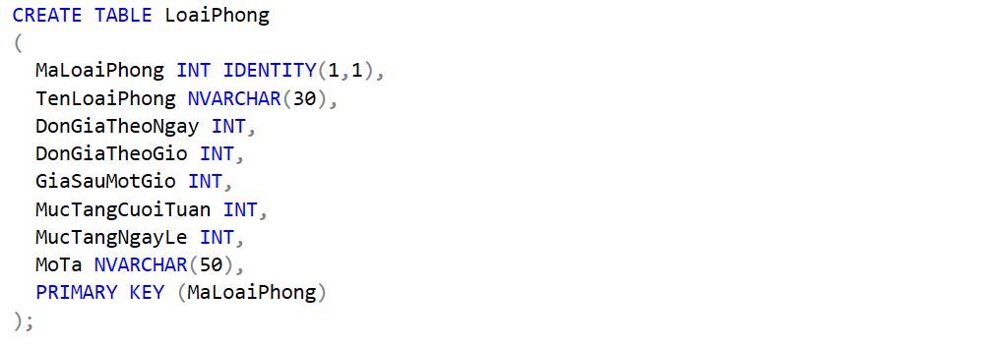 CREATE TABLE LoaiPhong
(
MaLoaiPhong INT IDENTITY(1,1),
TenLoaiPhong NVARCHAR(30),
DonGiaTheoNgay INT,
DonGiaTheoGio INT,
GiaSauMotGio INT,
MucTangCuoiTuan INT,
MucTangNgayLe INT,
MoTa NVARCHAR(50),
PRIMARY KEY (MaLoaiPhong)
);